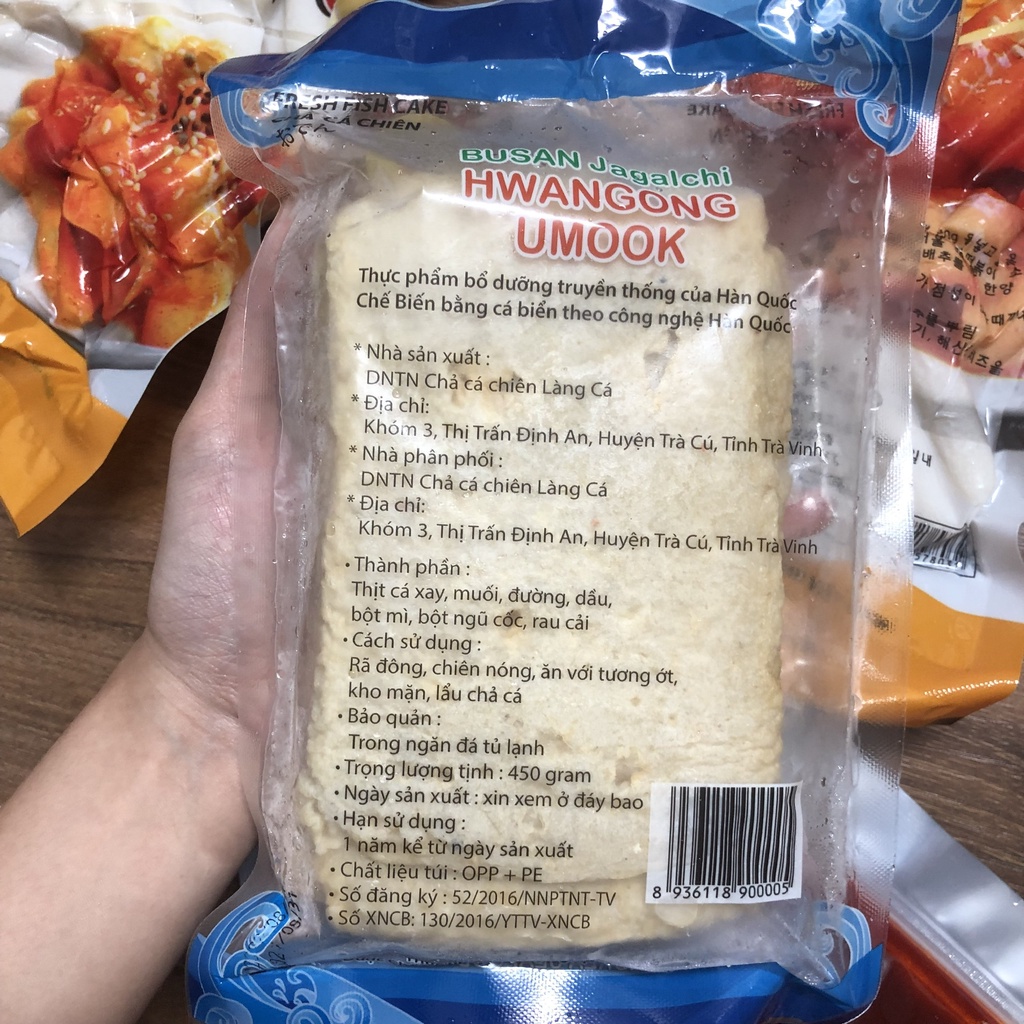 FRESH FISH CAKE
CHẢ CÁ CHIÊN
おでん
BUSAN Jagalchi
HWANGONG
UMOOK
Thực phẩm bổ dưỡng truyền thống của Hàn Quốc
Chế Biến bằng cá biển theo công nghệ Hàn Quốc
* Nhà sản xuất :
DNTN Chả cá chiên Làng Cá
* Địa chỉ:
Khóm 3, Thị Trấn Định An, Huyện Trà Cú, Tỉnh Trà Vinh
* Nhà phân phối :
DNTN Chả cá chiên Làng Cá
* Địa chỉ:
Khóm 3, Thị Trấn Định An, Huyện Trà Cú, Tỉnh Trà Vinh
• Thành phần :
Thịt cá xay, muối, đường, dầu,
bột mì, bột ngũ cốc, rau cải
• Cách sử dụng :
Rã đông, chiên nóng, ăn với tương ớt,
kho mặn, lẩu chả cá
• Bảo quản :
Trong ngăn đá tủ lạnh
• Trọng lượng tịnh : 450 gram
• Ngày sản xuất : xin xem ở đáy bao
• Hạn sử dụng :
1 năm kể từ ngày sản xuất
• Chất liệu túi : OPP + PE
• Số đăng ký : 52/2016/NNPTNT-TV
• Số XNCB: 130/2016/YTTV-XNCB
8 936118 900005